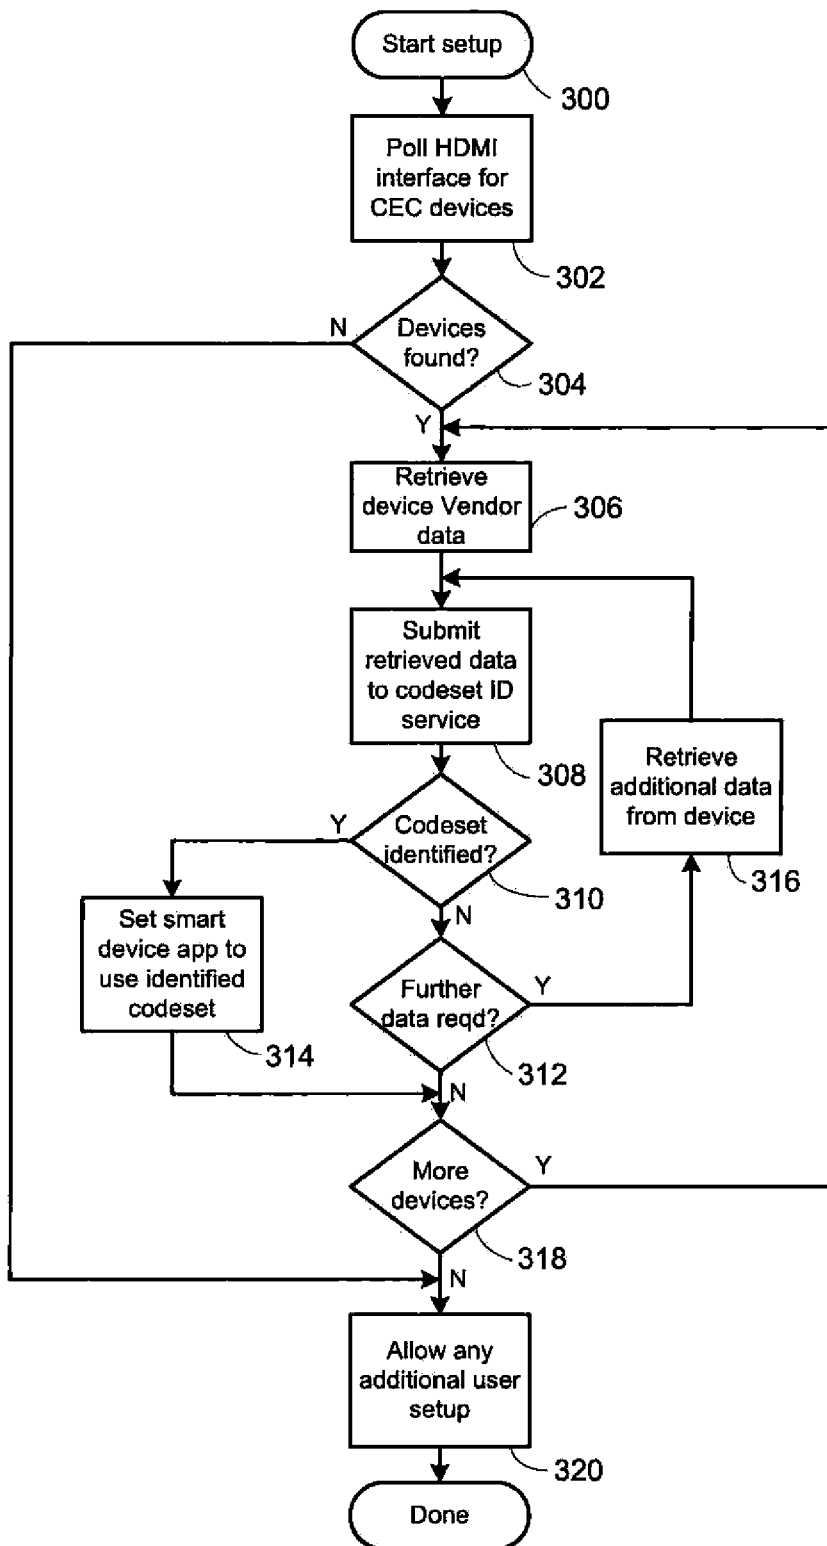 Start setup
300
Poll HDMI
interface for
CEC devices
302
N
Devices
found?
304
Y
Retrieve
device Vendor
data
306
Submit
retrieved data
to codeset ID
service
308
Retrieve
additional data
from device
316
Y
Codeset
identified?
310
N
Set smart
device app to
use identified
codeset
314
Further
data reqd?
Y
312
N
More
devices?
Y
318
N
Allow any
additional user
setup
320
Done